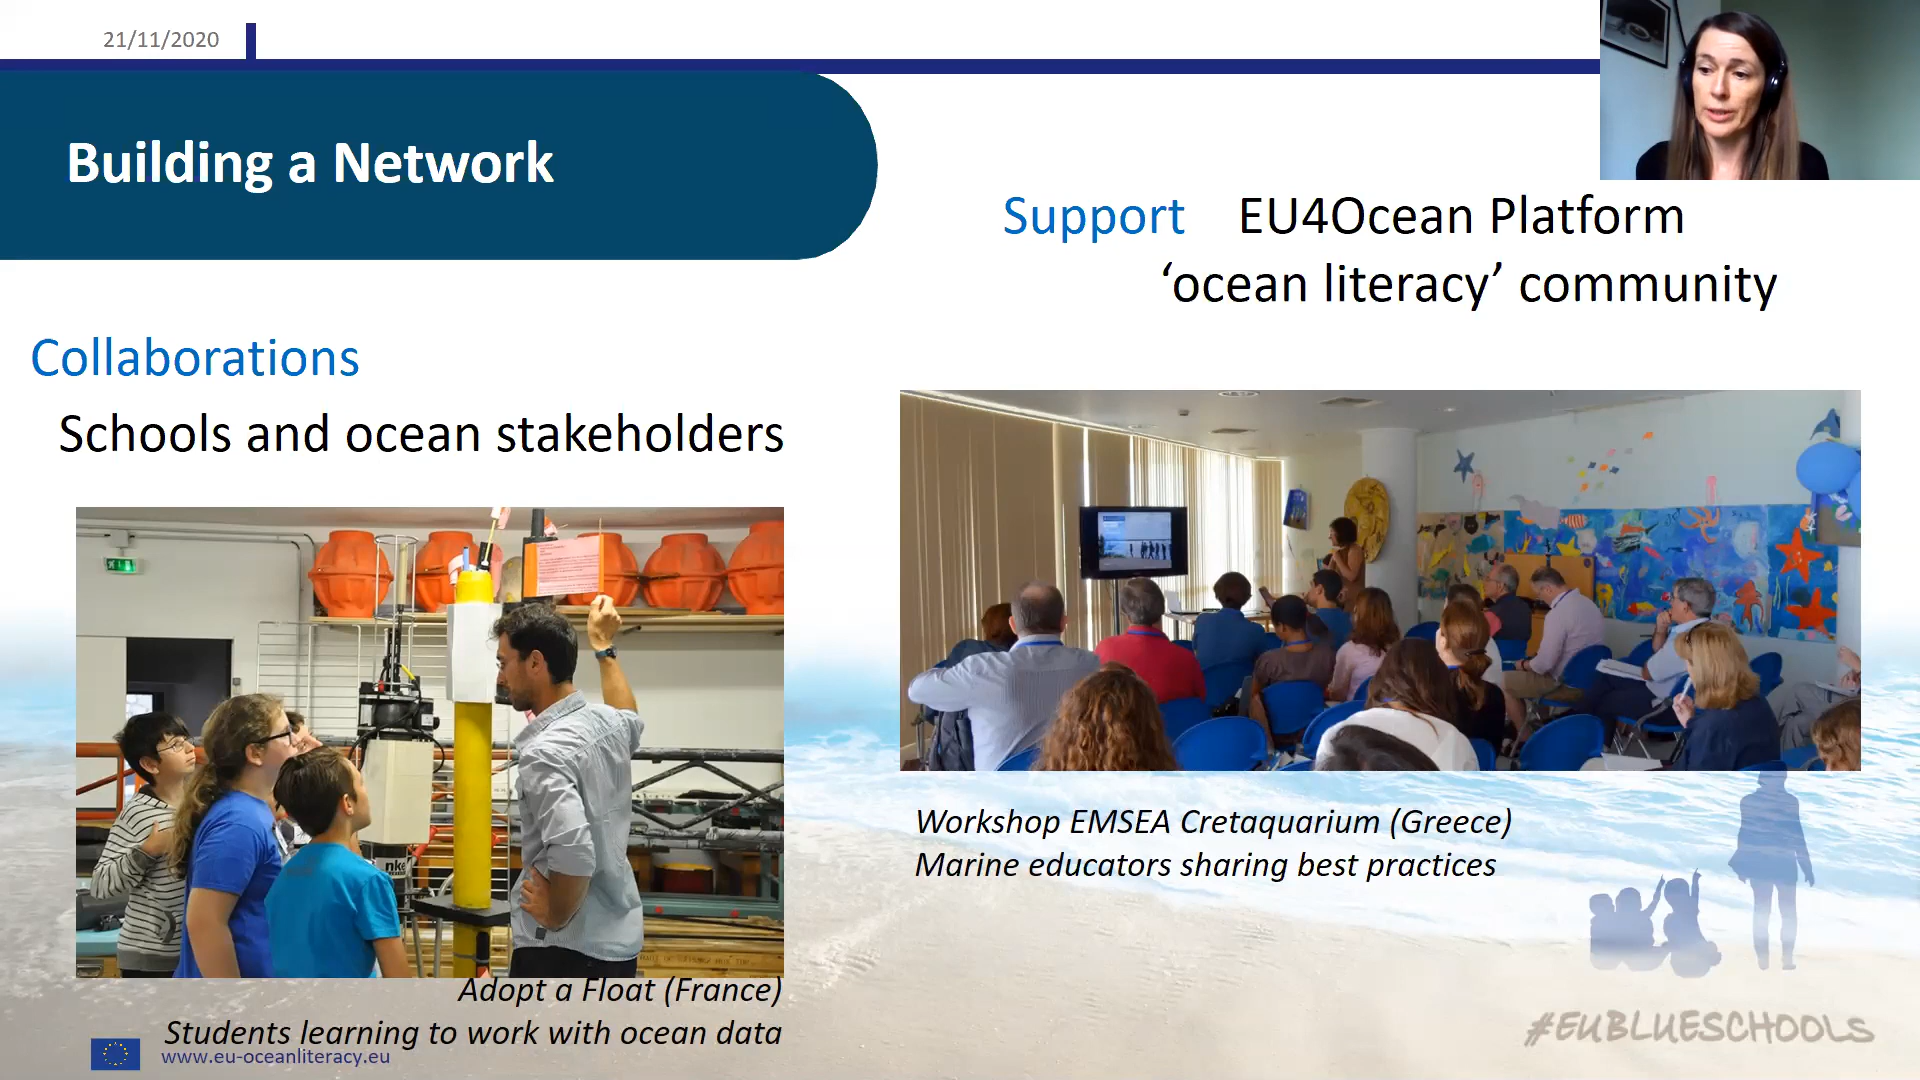 21/11/2020
Building a Network
Support EU4Ocean Platform
‘ocean literacy’ community
Collaborations
Schools and ocean stakeholders
nke
Workshop EMSEA Cretaquarium (Greece)
Marine educators sharing best practices
Adopt a Float (France)
Students learning to work with ocean data
www.eu-oceanliteracy.eu
#EUBLUESCHOOLS